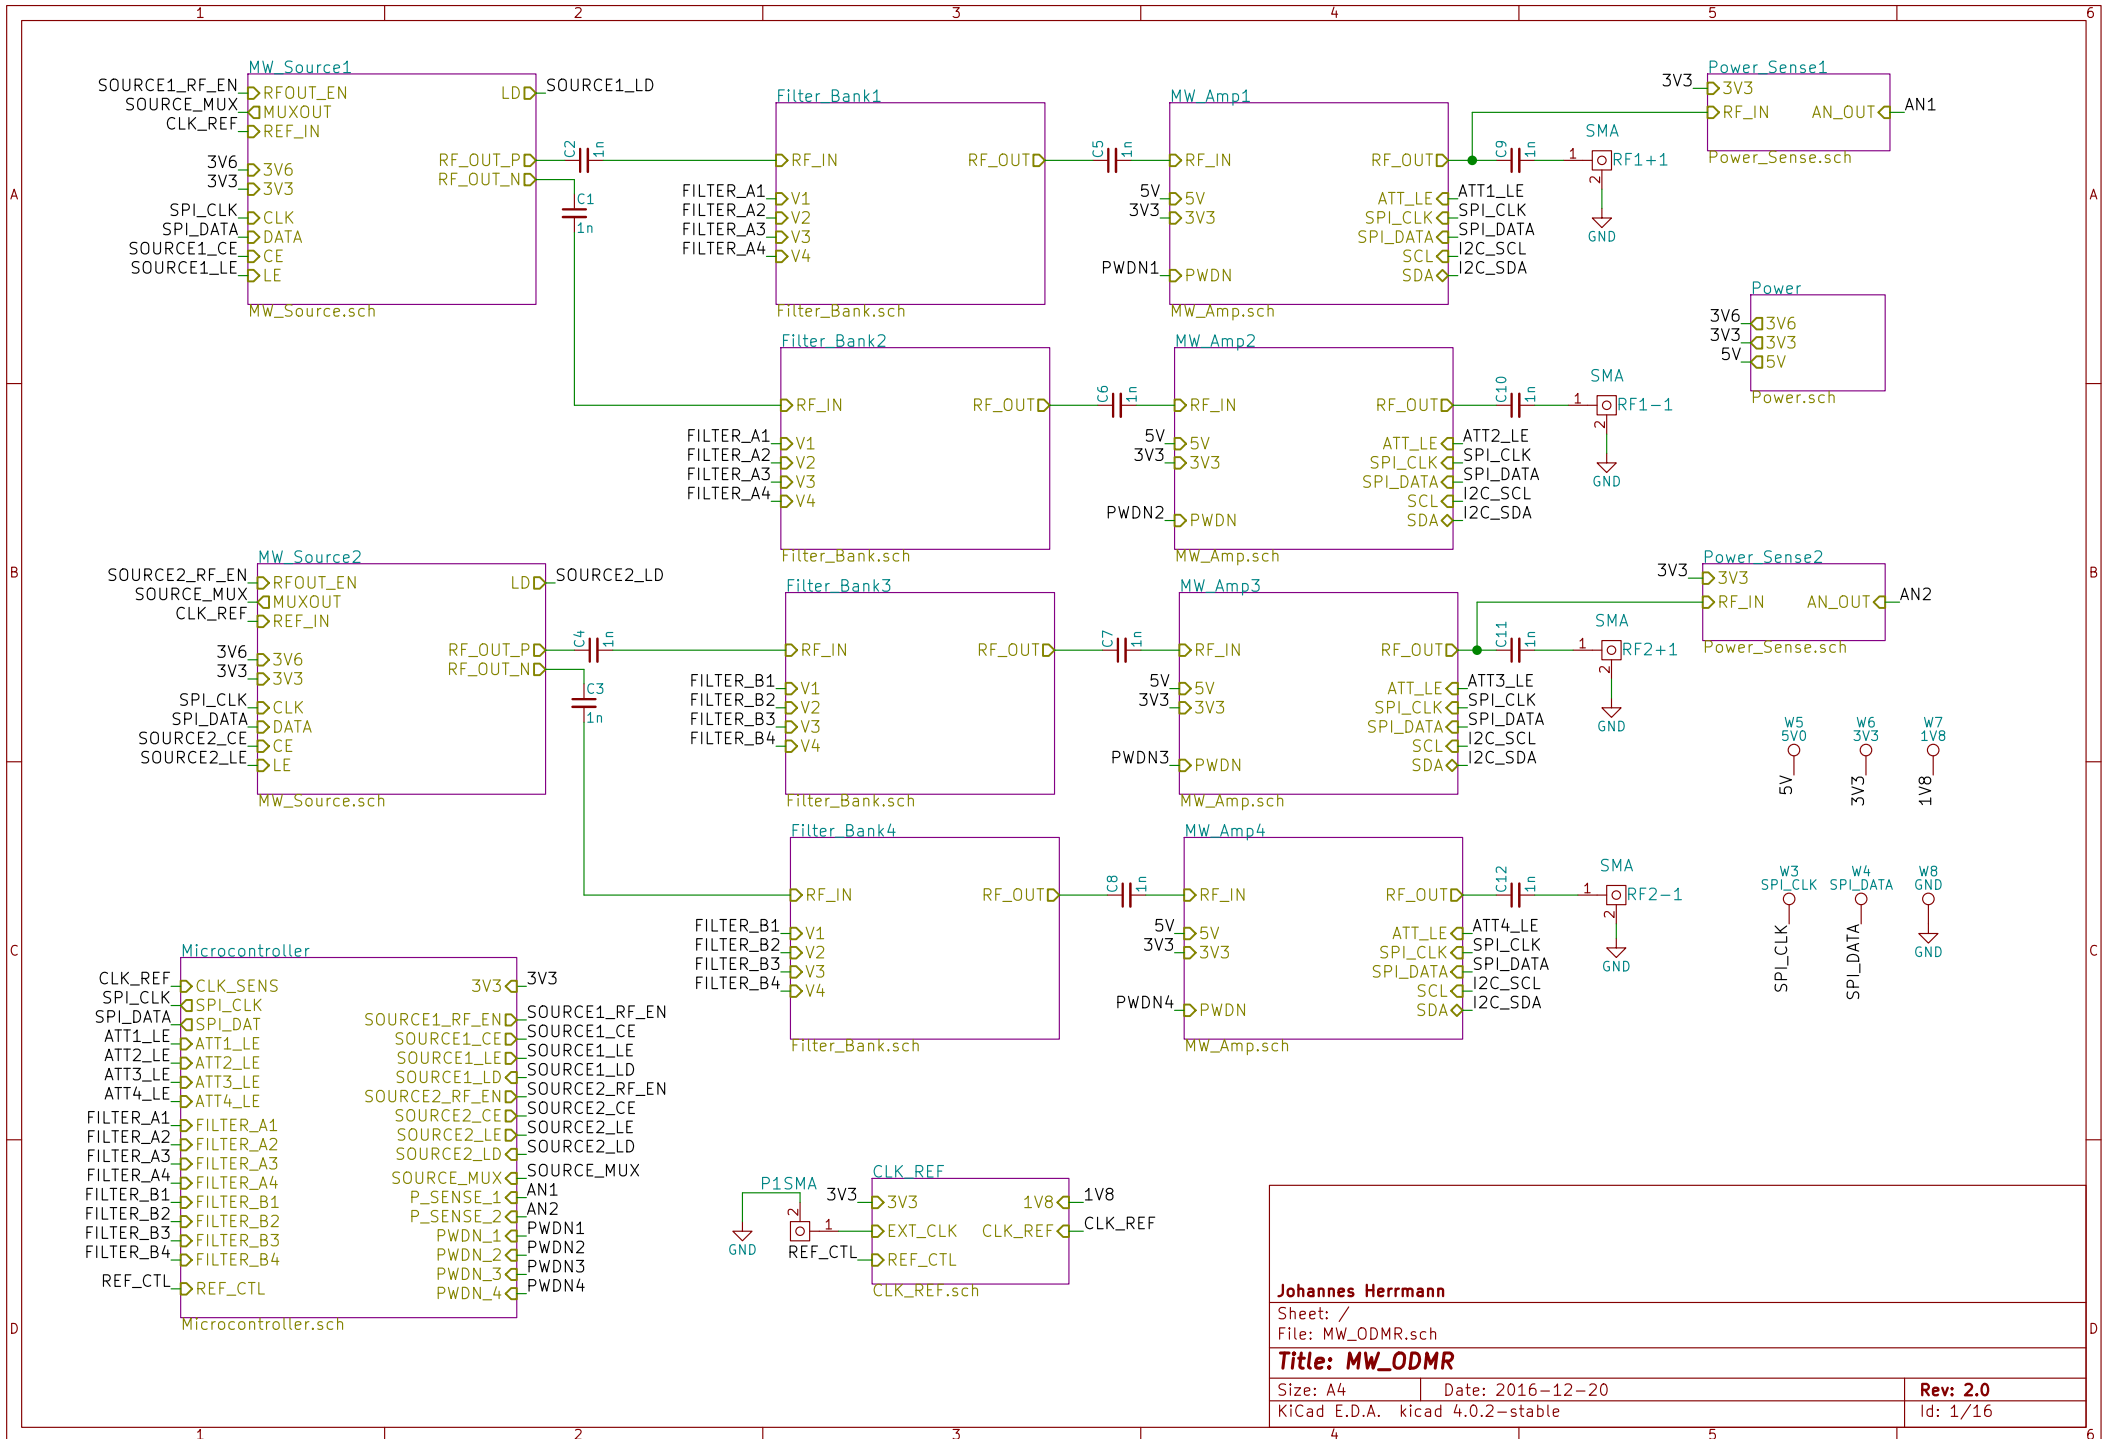 1 2 3 4 5 6
A
B
C
D
A
B
C
D
1 2 3 4 5 6
MW_Source1
SOURCE1_RF_EN
SOURCE_MUX
CLK_REF
3V6
3V3
SPI_CLK
SPI_DATA
SOURCE1_CE
SOURCE1_LE
RFOUT_EN
MUXOUT
REF_IN
3V6
3V3
CLK
DATA
CE
LE
LD
RF_OUT_P
RF_OUT_N
SOURCE1_LD
MW_Source.sch
C2
1n
C1
1n
Filter_Bank1
RF_IN
RF_OUT
FILTER_A1
FILTER_A2
FILTER_A3
FILTER_A4
V1
V2
V3
V4
Filter_Bank.sch
C5
1n
MW_Amp1
RF_IN
5V
3V3
PWDN1
5V
3V3
PWDN
RF_OUT
ATT_LE
SPI_CLK
SPI_DATA
SCL
SDA
ATT1_LE
SPI_CLK
SPI_DATA
I2C_SCL
I2C_SDA
MW_Amp.sch
C9
1n
SMA
1
RF1+1
2
GND
Power_Sense1
3V3
3V3
RF_IN
AN_OUT
AN1
Power_Sense.sch
Power
3V6
3V3
5V
3V6
3V3
5V
Power.sch
Filter_Bank2
RF_IN
RF_OUT
FILTER_A1
FILTER_A2
FILTER_A3
FILTER_A4
V1
V2
V3
V4
Filter_Bank.sch
C6
1n
MW_Amp2
RF_IN
5V
3V3
PWDN2
5V
3V3
PWDN
RF_OUT
ATT_LE
SPI_CLK
SPI_DATA
SCL
SDA
ATT2_LE
SPI_CLK
SPI_DATA
I2C_SCL
I2C_SDA
MW_Amp.sch
C10
1n
SMA
1
RF1-1
2
GND
MW_Source2
SOURCE2_RF_EN
SOURCE_MUX
CLK_REF
3V6
3V3
SPI_CLK
SPI_DATA
SOURCE2_CE
SOURCE2_LE
RFOUT_EN
MUXOUT
REF_IN
3V6
3V3
CLK
DATA
CE
LE
LD
RF_OUT_P
RF_OUT_N
SOURCE2_LD
MW_Source.sch
C4
1n
C3
1n
Filter_Bank3
RF_IN
RF_OUT
FILTER_B1
FILTER_B2
FILTER_B3
FILTER_B4
V1
V2
V3
V4
Filter_Bank.sch
C7
1n
MW_Amp3
RF_IN
5V
3V3
PWDN3
5V
3V3
PWDN
RF_OUT
ATT_LE
SPI_CLK
SPI_DATA
SCL
SDA
ATT3_LE
SPI_CLK
SPI_DATA
I2C_SCL
I2C_SDA
MW_Amp.sch
C11
1n
SMA
1
RF2+1
2
GND
Power_Sense2
3V3
3V3
RF_IN
AN_OUT
AN2
Power_Sense.sch
W5
5V0
5V
W6
3V3
3V3
W7
1V8
1V8
W3
SPI_CLK
SPI_CLK
W4
SPI_DATA
SPI_DATA
W8
GND
GND
Filter_Bank4
RF_IN
RF_OUT
FILTER_B1
FILTER_B2
FILTER_B3
FILTER_B4
V1
V2
V3
V4
Filter_Bank.sch
C8
1n
MW_Amp4
RF_IN
5V
3V3
PWDN4
5V
3V3
PWDN
RF_OUT
ATT_LE
SPI_CLK
SPI_DATA
SCL
SDA
ATT4_LE
SPI_CLK
SPI_DATA
I2C_SCL
I2C_SDA
MW_Amp.sch
C12
1n
SMA
1
RF2-1
2
GND
Microcontroller
CLK_REF
SPI_CLK
SPI_DATA
ATT1_LE
ATT2_LE
ATT3_LE
ATT4_LE
FILTER_A1
FILTER_A2
FILTER_A3
FILTER_A4
FILTER_B1
FILTER_B2
FILTER_B3
FILTER_B4
REF_CTL
CLK_SENS
SPI_CLK
SPI_DAT
ATT1_LE
ATT2_LE
ATT3_LE
ATT4_LE
FILTER_A1
FILTER_A2
FILTER_A3
FILTER_A4
FILTER_B1
FILTER_B2
FILTER_B3
FILTER_B4
REF_CTL
3V3
SOURCE1_RF_EN
SOURCE1_CE
SOURCE1_LE
SOURCE1_LD
SOURCE2_RF_EN
SOURCE2_CE
SOURCE2_LE
SOURCE2_LD
SOURCE_MUX
P_SENSE_1
P_SENSE_2
PWDN_1
PWDN_2
PWDN_3
PWDN_4
3V3
SOURCE1_RF_EN
SOURCE1_CE
SOURCE1_LE
SOURCE1_LD
SOURCE2_RF_EN
SOURCE2_CE
SOURCE2_LE
SOURCE2_LD
SOURCE_MUX
AN1
AN2
PWDN1
PWDN2
PWDN3
PWDN4
Microcontroller.sch
P1SMA
2
1
GND
CLK_REF
3V3
REF_CTL
3V3
EXT_CLK
REF_CTL
1V8
CLK_REF
1V8
CLK_REF
CLK_REF.sch
Johannes Herrmann
Sheet: /
File: MW_ODMR.sch
Title: MW_ODMR
Size: A4 Date: 2016-12-20 Rev: 2.0
KiCad E.D.A. kicad 4.0.2-stable Id: 1/16